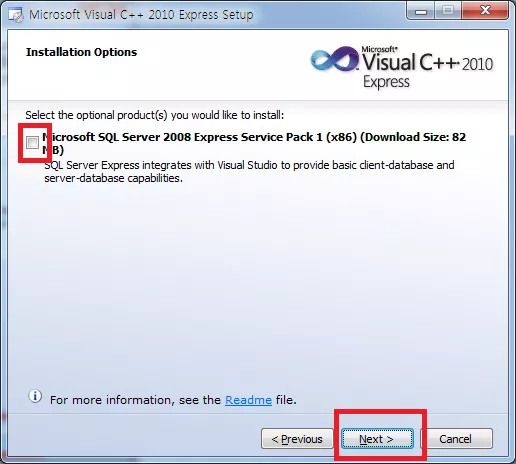 Microsoft Visual C++ 2010 Express Setup
Installation Options
Microsoft®
Visual C++ 2010
Express
Select the optional product(s) you would like to install:
Microsoft SQL Server 2008 Express Service Pack 1 (x86) (Download Size: 82
MB)
SQL Server Express integrates with Visual Studio to provide basic client-database and
server-database capabilities.
For more information, see the Readme file.
< Previous Next > Cancel